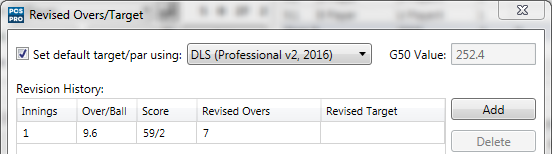 PCS PRO Revised Overs/Target
Set default target/par using: DLS (Professional v2, 2016) G50 Value: 252.4
Revision History:
Innings Over/Ball Score Revised Overs Revised Target Add
1 9.6 59/2 7
Delete